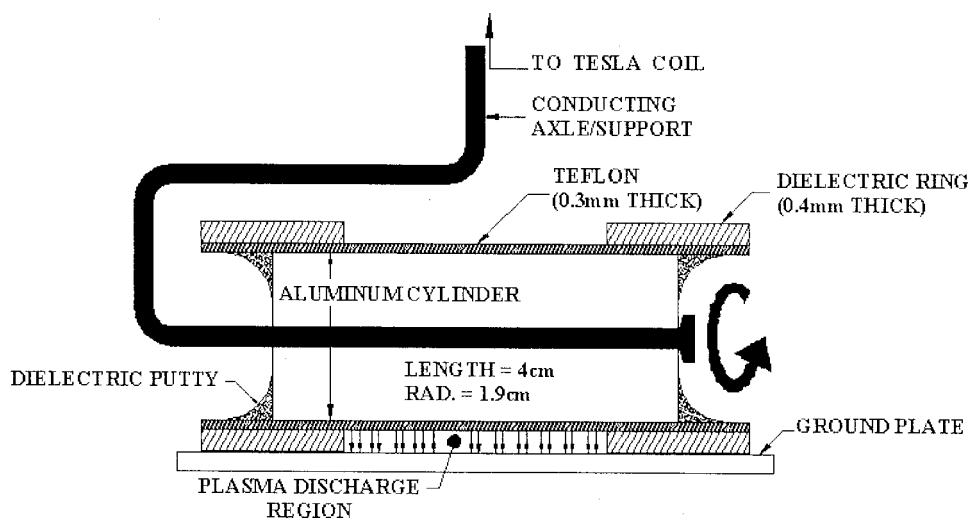 TO TESLA COIL
CONDUCTING
AXLE/SUPPORT
TEFLON
(0.3mm THICK)
DIELECTRIC RING
(0.4mm THICK)
ALUMINUM CYLINDER
LENGTH = 4cm
RAD. = 1.9cm
DIELECTRIC PUTTY
GROUND PLATE
PLASMA DISCHARGE
REGION